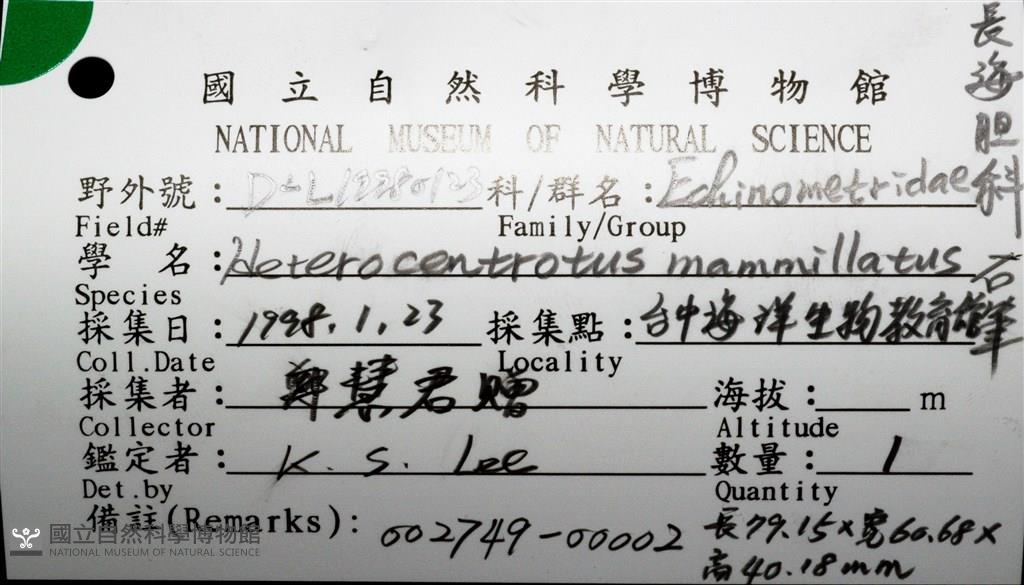 國立自然科學博物館
NATIONAL MUSEUM OF NATURAL SCIENCE
長海胆科
野外號：D-L19980123 科/群名：Echinometridae
Field# Family/Group
學 名：Heterocentrotus mammillatus 石筆
Species
採集日：1998.1.23 採集點：台中海洋生物教育館
Coll.Date Locality
採集者：鄭慧君贈 海拔：____m
Collector Altitude
鑑定者：K. S. Lee 數量：1
Det.by Quantity
備註(Remarks)：002749-00002 長79.15×寬60.68×
高40.18mm
國立自然科學博物館
NATIONAL MUSEUM OF NATURAL SCIENCE